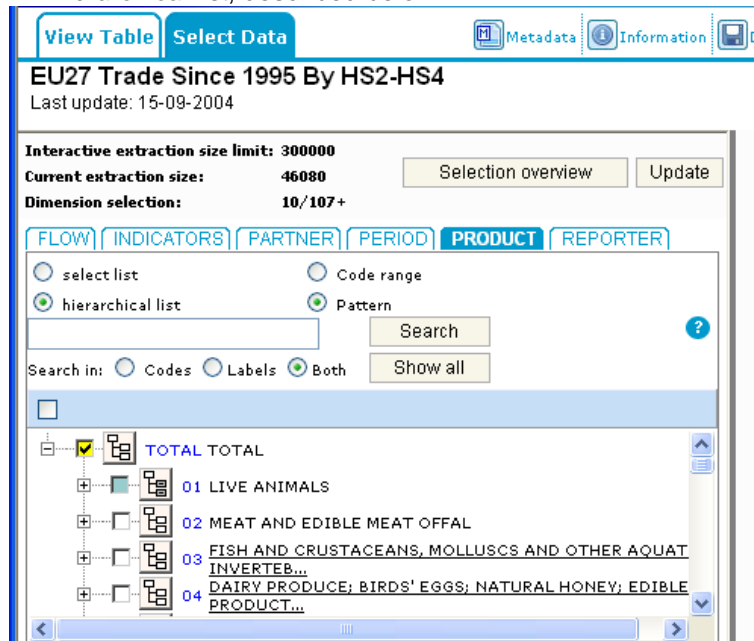 View Table Select Data Metadata Information
EU27 Trade Since 1995 By HS2-HS4
Last update: 15-09-2004
Interactive extraction size limit: 300000
Current extraction size: 46080 Selection overview Update
Dimension selection: 10/107+
FLOW INDICATORS PARTNER PERIOD PRODUCT REPORTER
select list Code range
hierarchical list Pattern
Search
Search in: Codes Labels Both Show all
TOTAL TOTAL
01 LIVE ANIMALS
02 MEAT AND EDIBLE MEAT OFFAL
03 FISH AND CRUSTACEANS, MOLLUSCS AND OTHER AQUAT
INVERTEB...
04 DAIRY PRODUCE; BIRDS' EGGS; NATURAL HONEY; EDIBLE
PRODUCT...